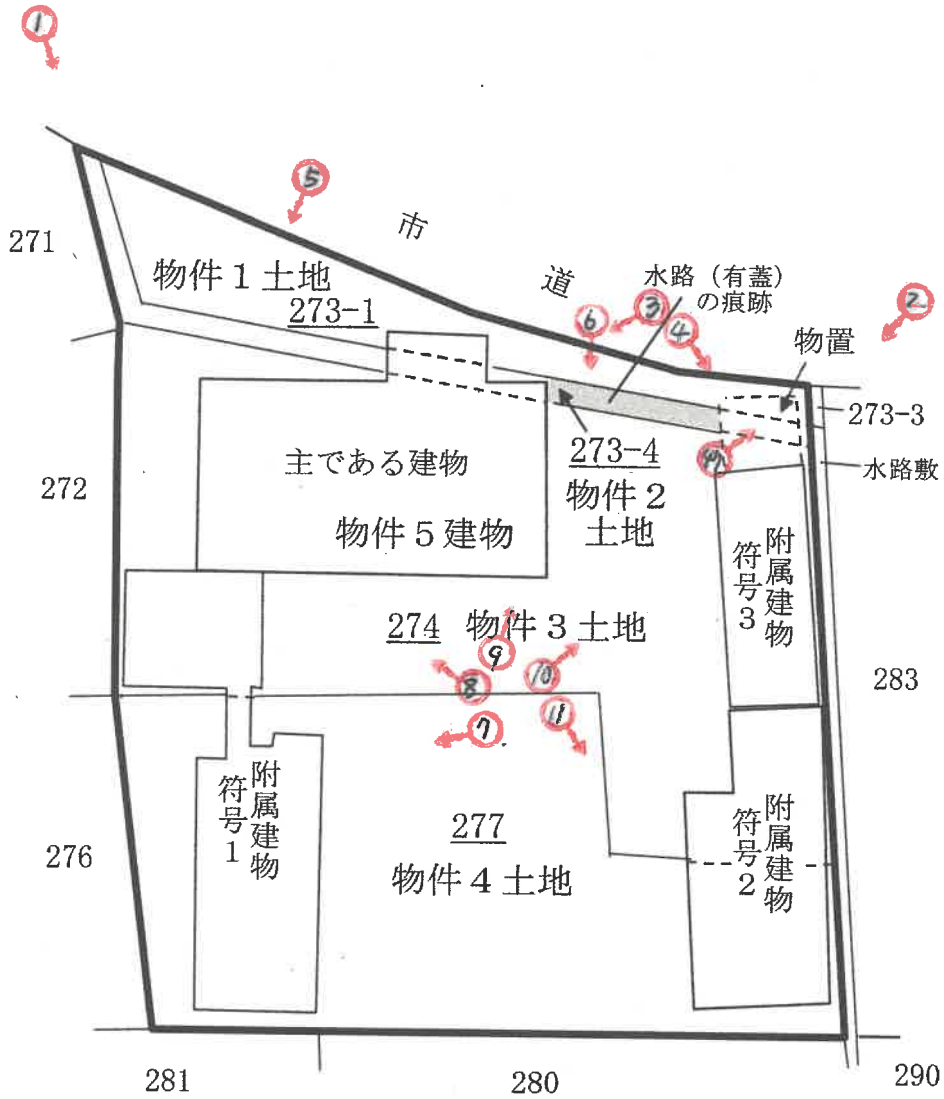 1
5
市
道
271
物件1土地
273-1
水路（有蓋）
の痕跡
3
4
6
2
物置
273-3
273-4
物件2
土地
水路敷
主である建物
物件5建物
272
附属建物
符号3
274 物件3土地
9
8
10
7
11
283
附属建物
符号1
277
物件4土地
附属建物
符号2
276
281
280
290